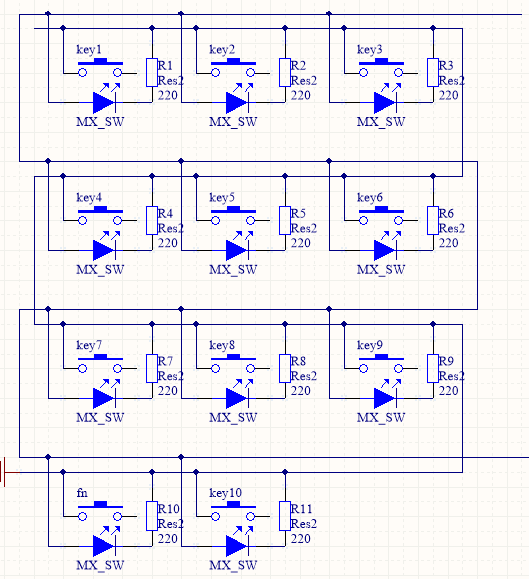 key1 key2 key3
R1 R2 R3
Res2 Res2 Res2
220 220 220
MX_SW MX_SW MX_SW
key4 key5 key6
R4 R5 R6
Res2 Res2 Res2
220 220 220
MX_SW MX_SW MX_SW
key7 key8 key9
R7 R8 R9
Res2 Res2 Res2
220 220 220
MX_SW MX_SW MX_SW
fn key10
R10 R11
Res2 Res2
220 220
MX_SW MX_SW